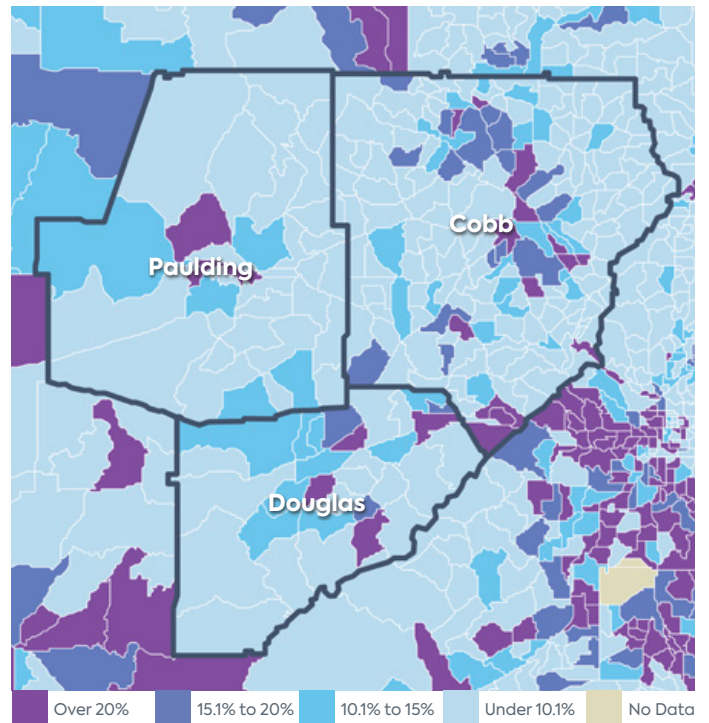 Cobb
Paulding
Douglas
Over 20%
15.1% to 20%
10.1% to 15%
Under 10.1%
No Data